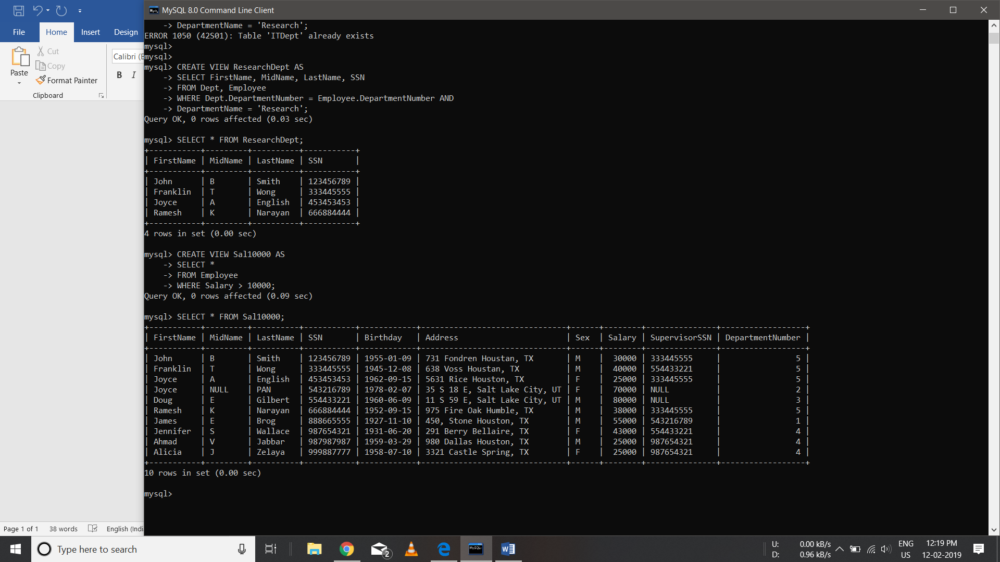 MySQL 8.0 Command Line Client
File Home Insert Design
Cut
Copy
Paste
Format Painter
Clipboard
Calibri (E
B I
    -> DepartmentName = 'Research';
ERROR 1050 (42S01): Table 'ITDept' already exists
mysql>
mysql>
mysql> CREATE VIEW ResearchDept AS
    -> SELECT FirstName, MidName, LastName, SSN
    -> FROM Dept, Employee
    -> WHERE Dept.DepartmentNumber = Employee.DepartmentNumber AND
    -> DepartmentName = 'Research';
Query OK, 0 rows affected (0.03 sec)
mysql> SELECT * FROM ResearchDept;
+-----------+---------+----------+-----------+
| FirstName | MidName | LastName | SSN       |
+-----------+---------+----------+-----------+
| John      | B       | Smith    | 123456789 |
| Franklin  | T       | Wong     | 333445555 |
| Joyce     | A       | English  | 453453453 |
| Ramesh    | K       | Narayan  | 666884444 |
+-----------+---------+----------+-----------+
4 rows in set (0.00 sec)
mysql> CREATE VIEW Sal10000 AS
    -> SELECT *
    -> FROM Employee
    -> WHERE Salary > 10000;
Query OK, 0 rows affected (0.09 sec)
mysql> SELECT * FROM Sal10000;
+-----------+---------+----------+-----------+------------+-------------------------------+------+--------+---------------+------------------+
| FirstName | MidName | LastName | SSN       | Birthday   | Address                       | Sex  | Salary | SupervisorSSN | DepartmentNumber |
+-----------+---------+----------+-----------+------------+-------------------------------+------+--------+---------------+------------------+
| John      | B       | Smith    | 123456789 | 1955-01-09 | 731 Fondren Houstan, TX       | M    |  30000 | 333445555     |                5 |
| Franklin  | T       | Wong     | 333445555 | 1945-12-08 | 638 Voss Houstan, TX          | M    |  40000 | 554433221     |                5 |
| Joyce     | A       | English  | 453453453 | 1962-09-15 | 5631 Rice Houston, TX         | F    |  25000 | 333445555     |                5 |
| Joyce     | NULL    | PAN      | 543216789 | 1978-02-07 | 35 S 18 E, Salt Lake City, UT | F    |  70000 | NULL          |                2 |
| Doug      | E       | Gilbert  | 554433221 | 1960-06-09 | 11 S 59 E, Salt Lake City, UT | M    |  80000 | NULL          |                3 |
| Ramesh    | K       | Narayan  | 666884444 | 1952-09-15 | 975 Fire Oak Humble, TX       | M    |  38000 | 333445555     |                5 |
| James     | E       | Brog     | 888665555 | 1927-11-10 | 450, Stone Houston, TX        | M    |  55000 | 543216789     |                1 |
| Jennifer  | S       | Wallace  | 987654321 | 1931-06-20 | 291 Berry Bellaire, TX        | F    |  43000 | 554433221     |                4 |
| Ahmad     | V       | Jabbar   | 987987987 | 1959-03-29 | 980 Dallas Houston, TX        | M    |  25000 | 987654321     |                4 |
| Alicia    | J       | Zelaya   | 999887777 | 1958-07-10 | 3321 Castle Spring, TX        | F    |  25000 | 987654321     |                4 |
+-----------+---------+----------+-----------+------------+-------------------------------+------+--------+---------------+------------------+
10 rows in set (0.00 sec)
mysql>
Page 1 of 1 38 words English (Indi
Type here to search
2
MySQL
U: 0.00 kB/s
D: 0.96 kB/s
ENG
US
12:19 PM
12-02-2019